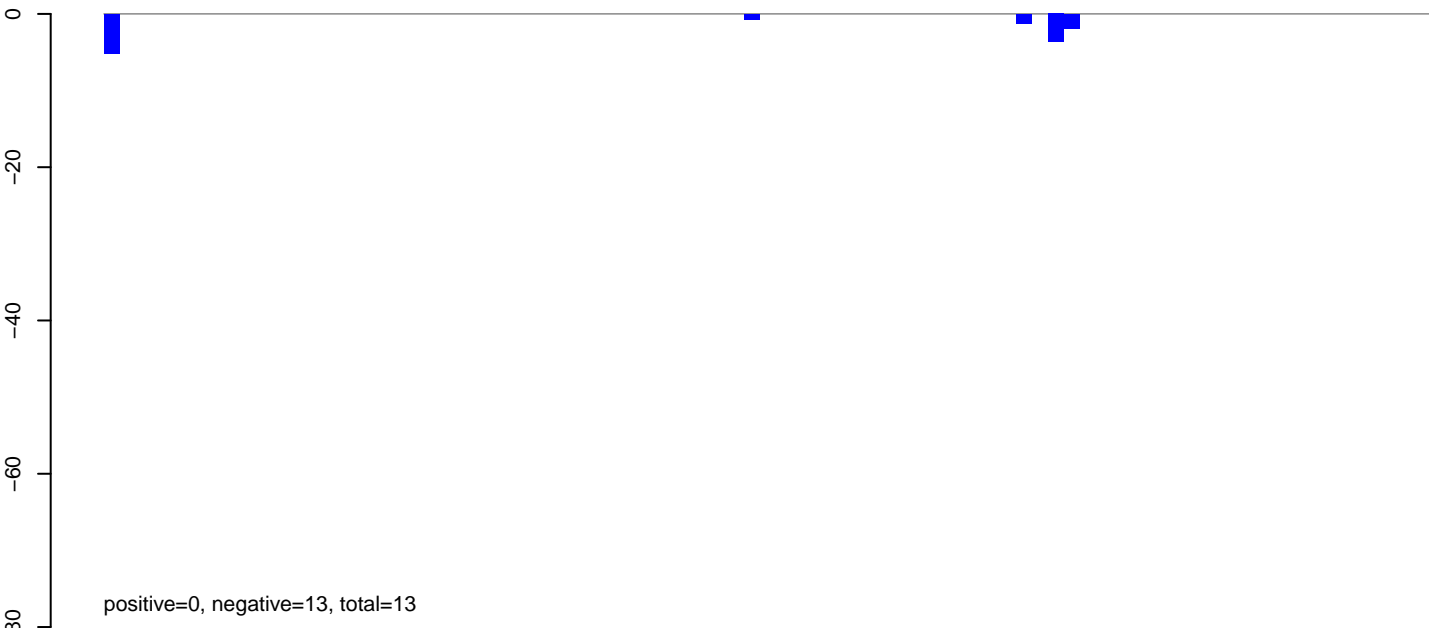 0
−20
−40
−60
positive=0, negative=13, total=13